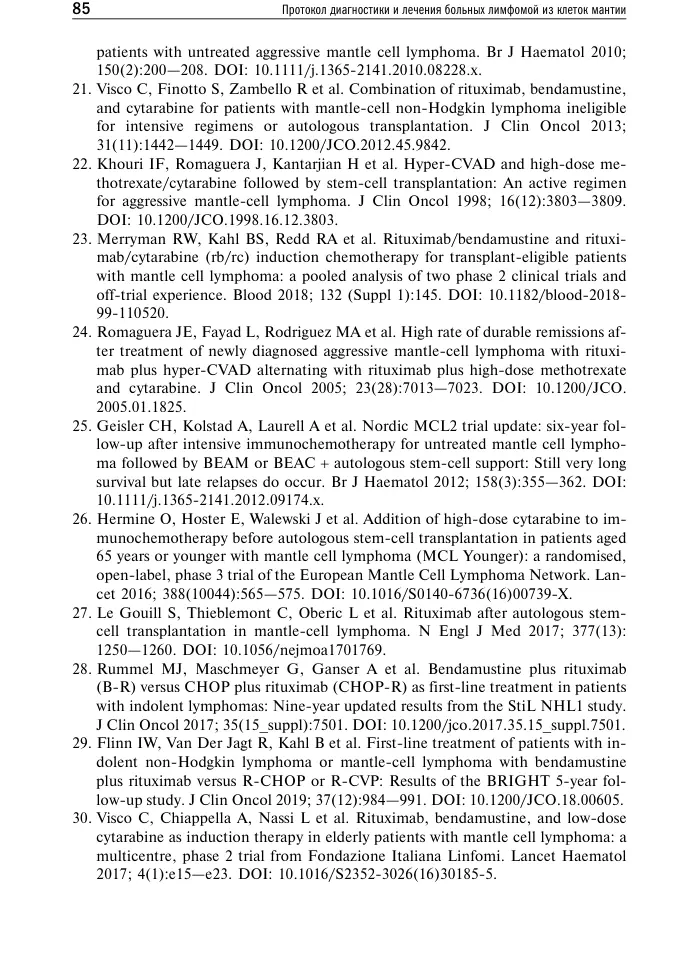 85 Протокол диагностики и лечения больных лимфомой из клеток мантии
patients with untreated aggressive mantle cell lymphoma. Br J Haematol 2010;
150(2):200—208. DOI: 10.1111/j.1365-2141.2010.08228.x.
21. Visco C, Finotto S, Zambello R et al. Combination of rituximab, bendamustine,
and cytarabine for patients with mantle-cell non-Hodgkin lymphoma ineligible
for intensive regimens or autologous transplantation. J Clin Oncol 2013;
31(11):1442—1449. DOI: 10.1200/JCO.2012.45.9842.
22. Khouri IF, Romaguera J, Kantarjian H et al. Hyper-CVAD and high-dose me-
thotrexate/cytarabine followed by stem-cell transplantation: An active regimen
for aggressive mantle-cell lymphoma. J Clin Oncol 1998; 16(12):3803—3809.
DOI: 10.1200/JCO.1998.16.12.3803.
23. Merryman RW, Kahl BS, Redd RA et al. Rituximab/bendamustine and rituxi-
mab/cytarabine (rb/rc) induction chemotherapy for transplant-eligible patients
with mantle cell lymphoma: a pooled analysis of two phase 2 clinical trials and
off-trial experience. Blood 2018; 132 (Suppl 1):145. DOI: 10.1182/blood-2018-
99-110520.
24. Romaguera JE, Fayad L, Rodriguez MA et al. High rate of durable remissions af-
ter treatment of newly diagnosed aggressive mantle-cell lymphoma with rituxi-
mab plus hyper-CVAD alternating with rituximab plus high-dose methotrexate
and cytarabine. J Clin Oncol 2005; 23(28):7013—7023. DOI: 10.1200/JCO.
2005.01.1825.
25. Geisler CH, Kolstad A, Laurell A et al. Nordic MCL2 trial update: six-year fol-
low-up after intensive immunochemotherapy for untreated mantle cell lympho-
ma followed by BEAM or BEAC + autologous stem-cell support: Still very long
survival but late relapses do occur. Br J Haematol 2012; 158(3):355—362. DOI:
10.1111/j.1365-2141.2012.09174.x.
26. Hermine O, Hoster E, Walewski J et al. Addition of high-dose cytarabine to im-
munochemotherapy before autologous stem-cell transplantation in patients aged
65 years or younger with mantle cell lymphoma (MCL Younger): a randomised,
open-label, phase 3 trial of the European Mantle Cell Lymphoma Network. Lan-
cet 2016; 388(10044):565—575. DOI: 10.1016/S0140-6736(16)00739-X.
27. Le Gouill S, Thieblemont C, Oberic L et al. Rituximab after autologous stem-
cell transplantation in mantle-cell lymphoma. N Engl J Med 2017; 377(13):
1250—1260. DOI: 10.1056/nejmoa1701769.
28. Rummel MJ, Maschmeyer G, Ganser A et al. Bendamustine plus rituximab
(B-R) versus CHOP plus rituximab (CHOP-R) as first-line treatment in patients
with indolent lymphomas: Nine-year updated results from the StiL NHL1 study.
J Clin Oncol 2017; 35(15_suppl):7501. DOI: 10.1200/jco.2017.35.15_suppl.7501.
29. Flinn IW, Van Der Jagt R, Kahl B et al. First-line treatment of patients with in-
dolent non-Hodgkin lymphoma or mantle-cell lymphoma with bendamustine
plus rituximab versus R-CHOP or R-CVP: Results of the BRIGHT 5-year fol-
low-up study. J Clin Oncol 2019; 37(12):984—991. DOI: 10.1200/JCO.18.00605.
30. Visco C, Chiappella A, Nassi L et al. Rituximab, bendamustine, and low-dose
cytarabine as induction therapy in elderly patients with mantle cell lymphoma: a
multicentre, phase 2 trial from Fondazione Italiana Linfomi. Lancet Haematol
2017; 4(1):e15—e23. DOI: 10.1016/S2352-3026(16)30185-5.